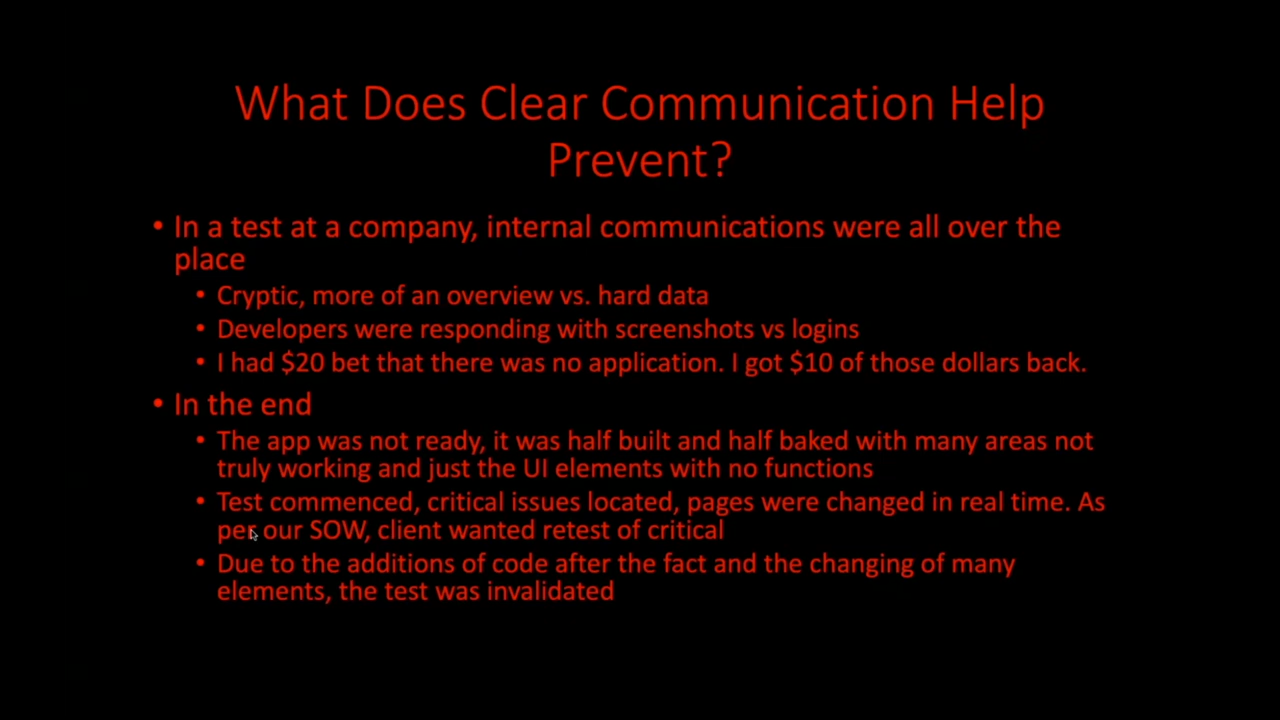 What Does Clear Communication Help
Prevent?
• In a test at a company, internal communications were all over the
place
• Cryptic, more of an overview vs. hard data
• Developers were responding with screenshots vs logins
• I had $20 bet that there was no application. I got $10 of those dollars back.
• In the end
• The app was not ready, it was half built and half baked with many areas not
truly working and just the UI elements with no functions
• Test commenced, critical issues located, pages were changed in real time. As
per our SOW, client wanted retest of critical
• Due to the additions of code after the fact and the changing of many
elements, the test was invalidated